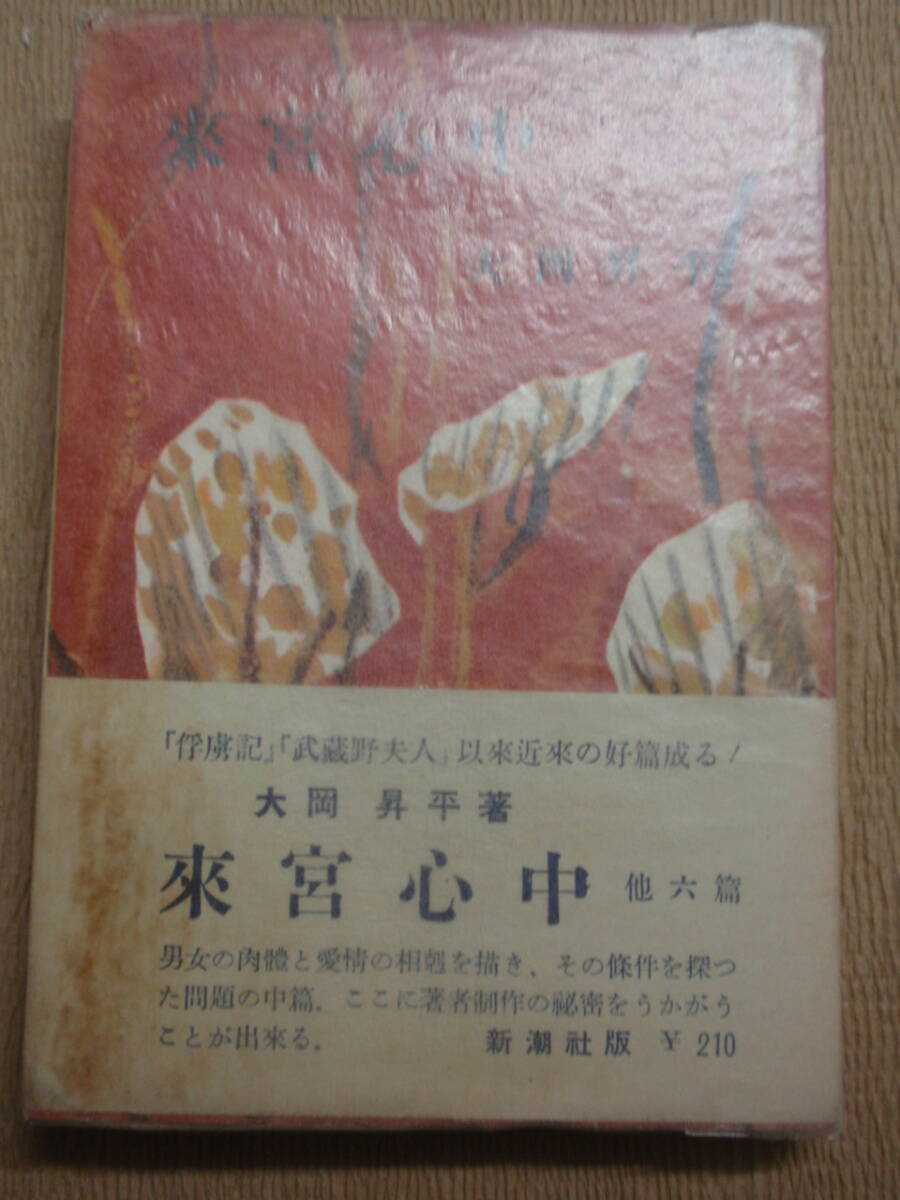 來宮心中
大岡昇平
『俘虜記』『武蔵野夫人』以來近來の好篇成る！
大岡 昇平著
來宮心中 他六篇
男女の肉體と愛情の相剋を描き、その條件を探つ
た問題の中篇。ここに著者制作の祕密をうかがう
ことが出來る。 新潮社版 ￥ 210